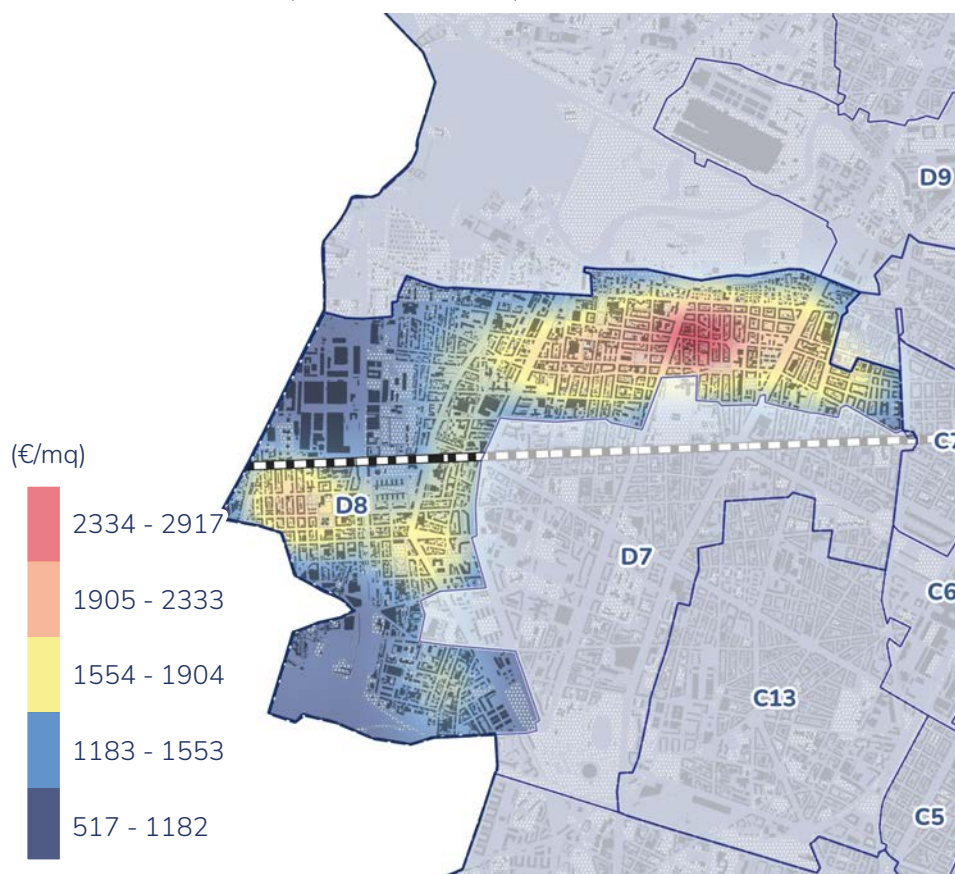 D9
(€/mq)
C7
2334 - 2917
D8
1905 - 2333
D7
C6
1554 - 1904
C13
1183 - 1553
C5
517 - 1182